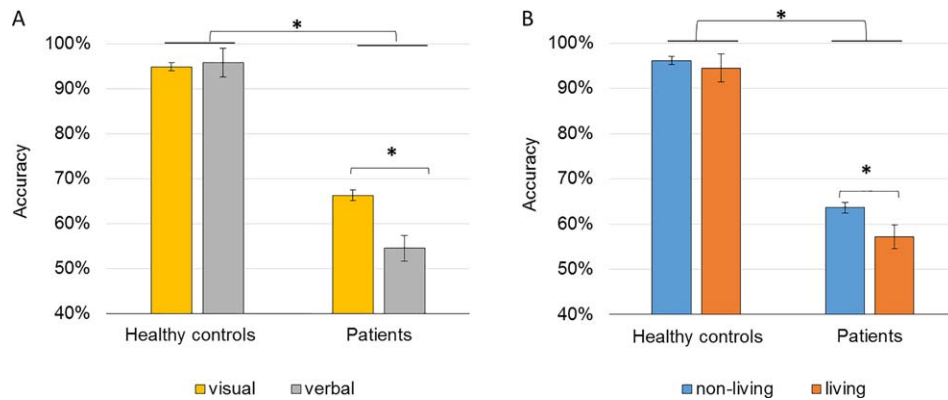 A
*
100%
90%
80%
70%
60%
50%
40%
Accuracy
*
Healthy controls
Patients
visual
verbal
B
*
100%
90%
80%
70%
60%
50%
40%
Accuracy
*
Healthy controls
Patients
non-living
living